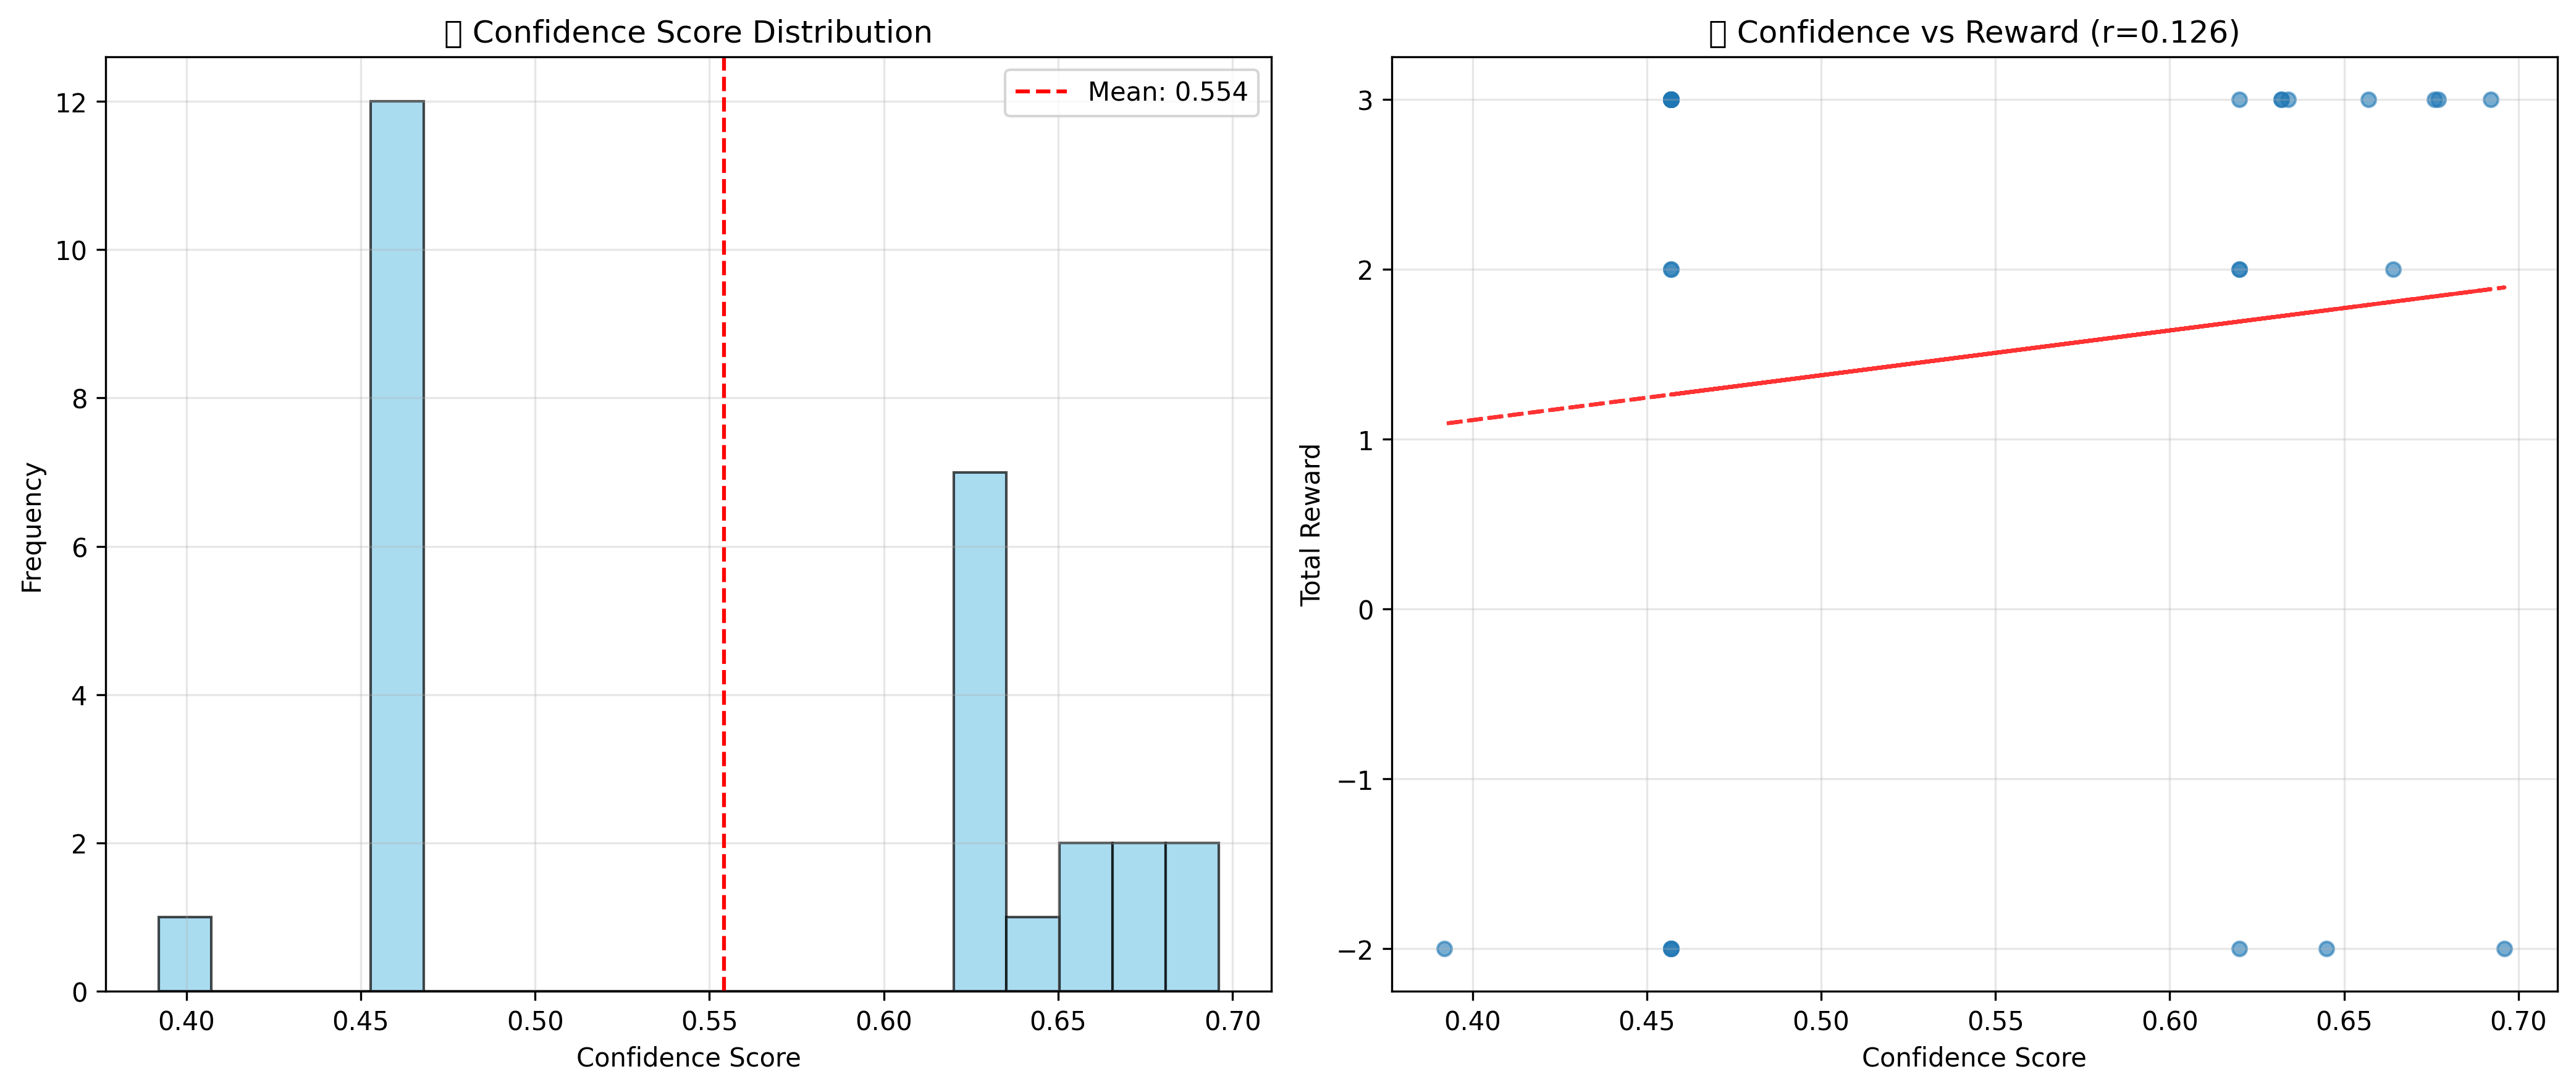 ▯ Confidence Score Distribution
12
10
8
6
4
2
0
Frequency
Mean: 0.554
0.40 0.45 0.50 0.55 0.60 0.65 0.70
Confidence Score
▯ Confidence vs Reward (r=0.126)
3
2
1
0
−1
−2
Total Reward
0.40 0.45 0.50 0.55 0.60 0.65 0.70
Confidence Score